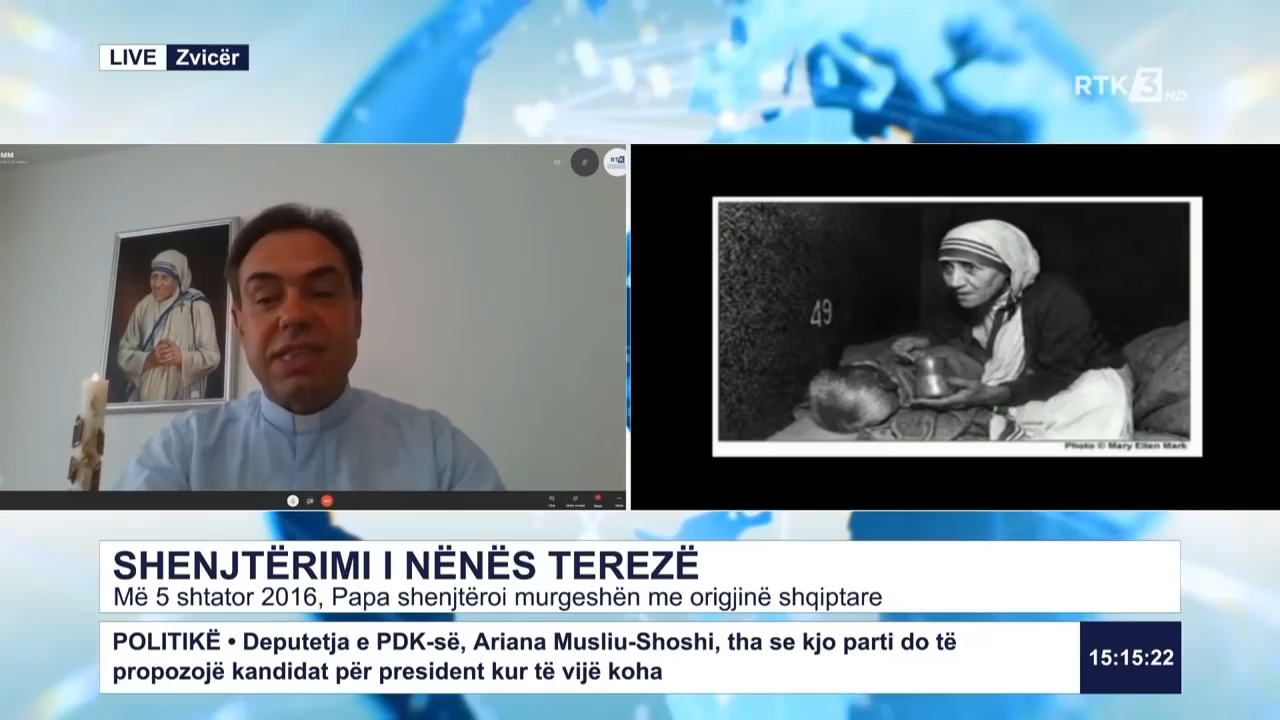 LIVE Zvicër
RTK 3 HD
MM
RTK
49
Photo © Mary Ellen Mark
SHENJTËRIMI I NËNËS TEREZË
Më 5 shtator 2016, Papa shenjtëroi murgeshën me origjinë shqiptare
POLITIKË • Deputetja e PDK-së, Ariana Musliu-Shoshi, tha se kjo parti do të
propozojë kandidat për president kur të vijë koha
15:15:22